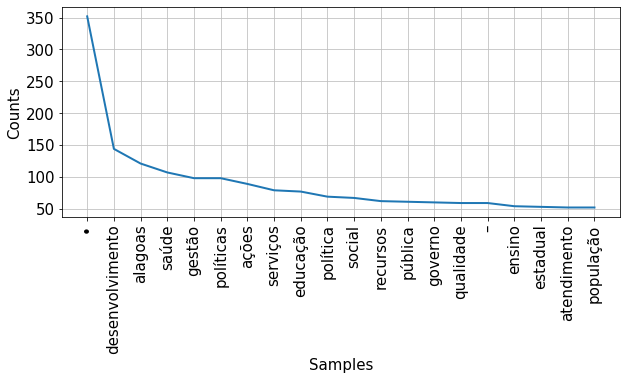 350
300
250
200
150
100
50
Counts
•
desenvolvimento
alagoas
saúde
gestão
políticas
ações
serviços
educação
política
social
recursos
pública
governo
qualidade
–
ensino
estadual
atendimento
população
Samples